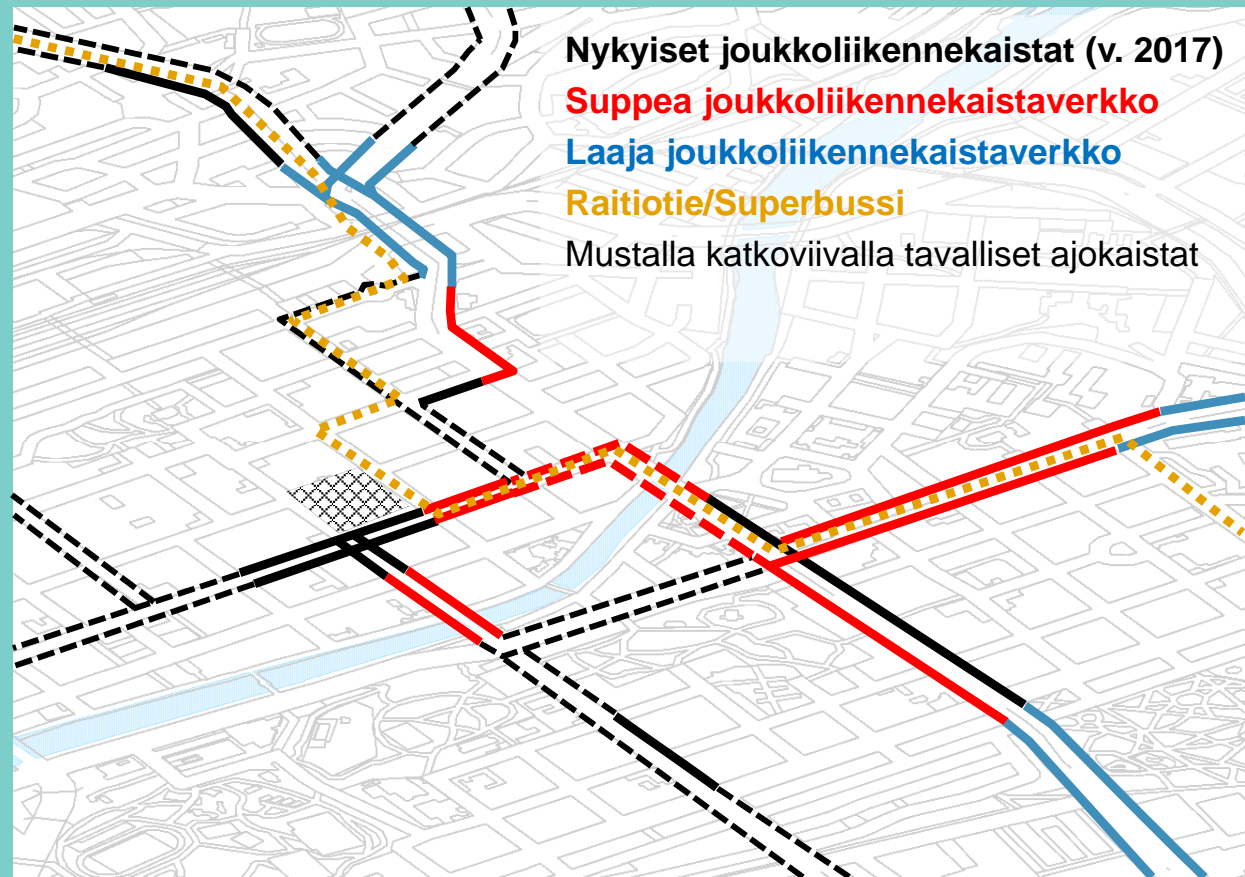 Nykyiset joukkoliikennekaistat (v. 2017)
Suppea joukkoliikennekaistaverkko
Laaja joukkoliikennekaistaverkko
Raitiotie/Superbussi
Mustalla katkoviivalla tavalliset ajokaistat